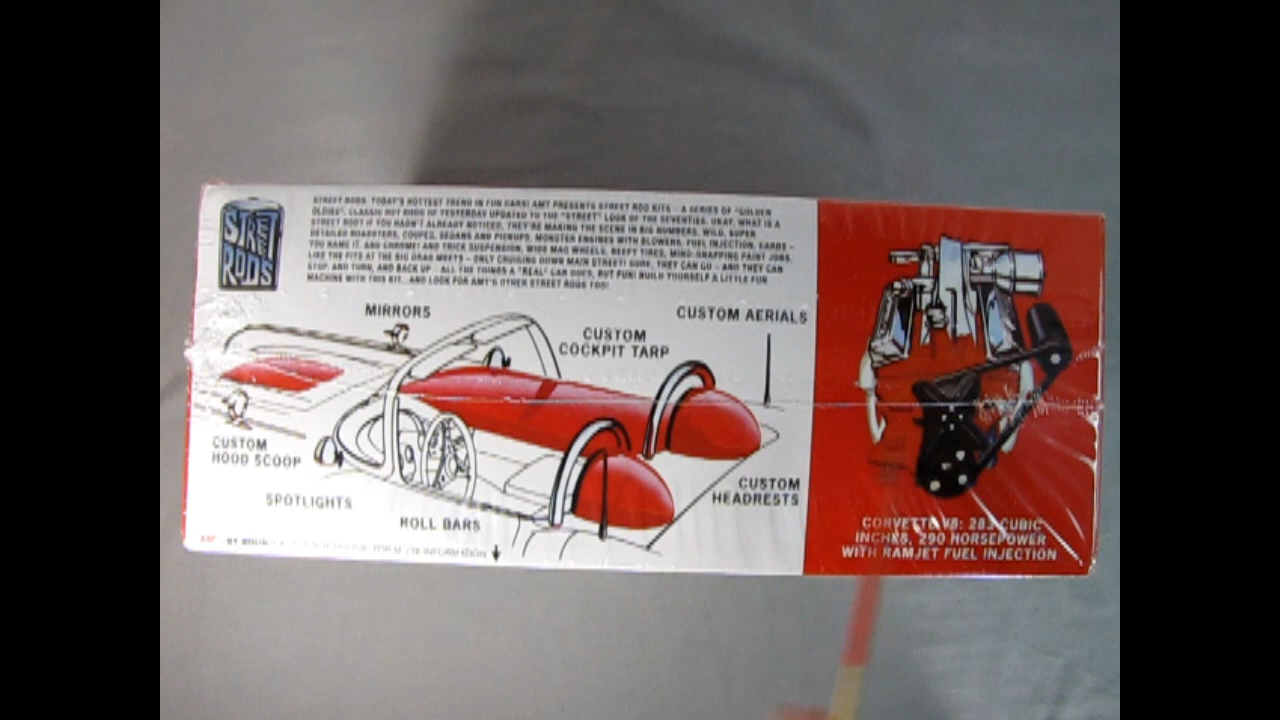 STREET RODS
STREET RODS. TODAY'S HOTTEST TREND IN FUN CARS! AMT PRESENTS STREET ROD KITS - A SERIES OF "GOLDEN
OLDIES". CLASSIC HOT RODS OF YESTERDAY UPDATED TO THE "STREET" LOOK OF THE SEVENTIES. OKAY, WHAT IS A
STREET ROD? IF YOU HADN'T ALREADY NOTICED, THEY'RE MAKING THE SCENE IN BIG NUMBERS. WILD, SUPER
DETAILED ROADSTERS, COUPES, SEDANS AND PICKUPS. MONSTER ENGINES WITH BLOWERS, FUEL INJECTION, CARBS -
YOU NAME IT. AND CHROME! AND TRICK SUSPENSION. WIDE MAG WHEELS, BEEFY TIRES, MIND-SNAPPING PAINT JOBS.
LIKE THE PITS AT THE BIG DRAG MEETS - ONLY CRUISING DOWN MAIN STREET! SURE, THEY CAN GO - AND THEY CAN
STOP, AND TURN, AND BACK UP - ALL THE THINGS A "REAL" CAR DOES, BUT FUN! BUILD YOURSELF A LITTLE FUN
MACHINE WITH THIS KIT... AND LOOK FOR AMT'S OTHER STREET RODS TOO!
MIRRORS
CUSTOM
COCKPIT TARP
CUSTOM AERIALS
CUSTOM
HOOD SCOOP
SPOTLIGHTS
ROLL BARS
CUSTOM
HEADRESTS
FOR MORE INFORMATION
CORVETTE V8: 283 CUBIC
INCHES, 290 HORSEPOWER
WITH RAMJET FUEL INJECTION